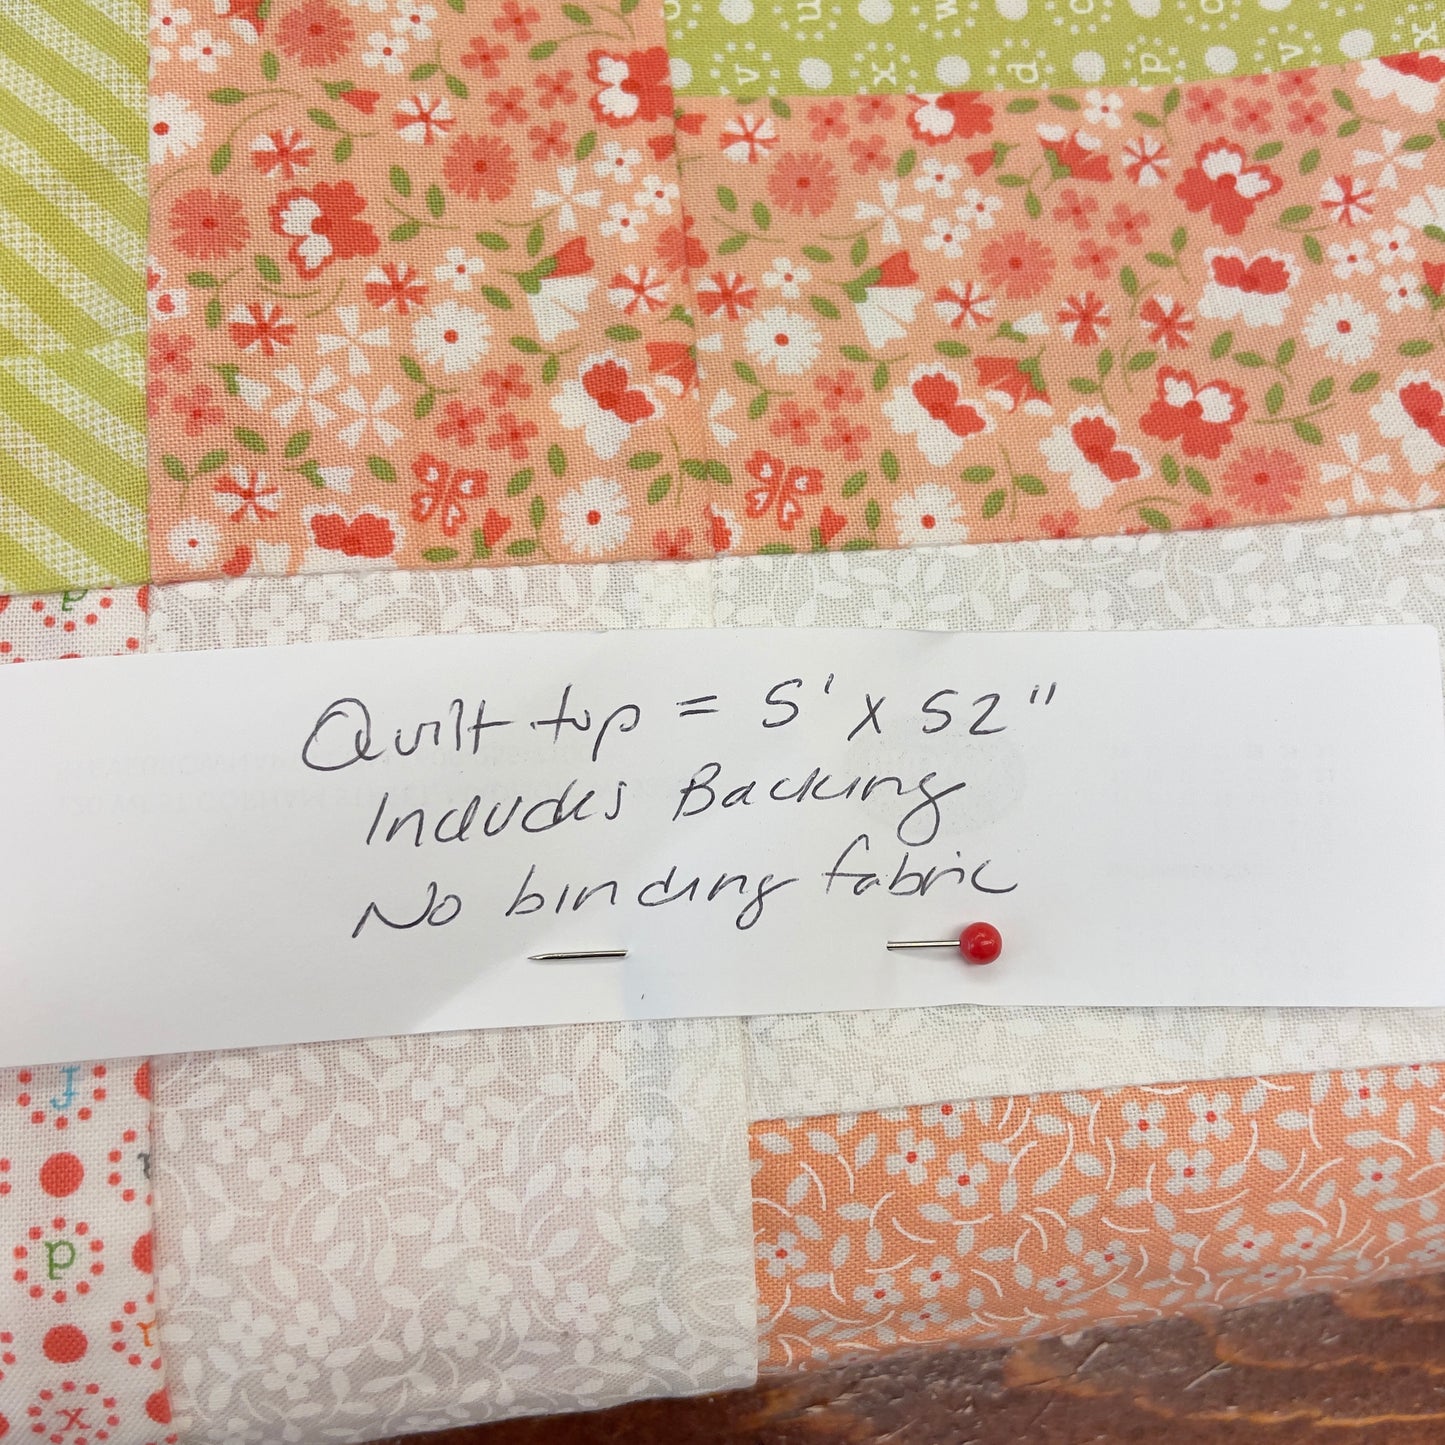 o u w c o
v x d p v x
Quilt top = 5' x 52"
Includes Backing
No binding fabric